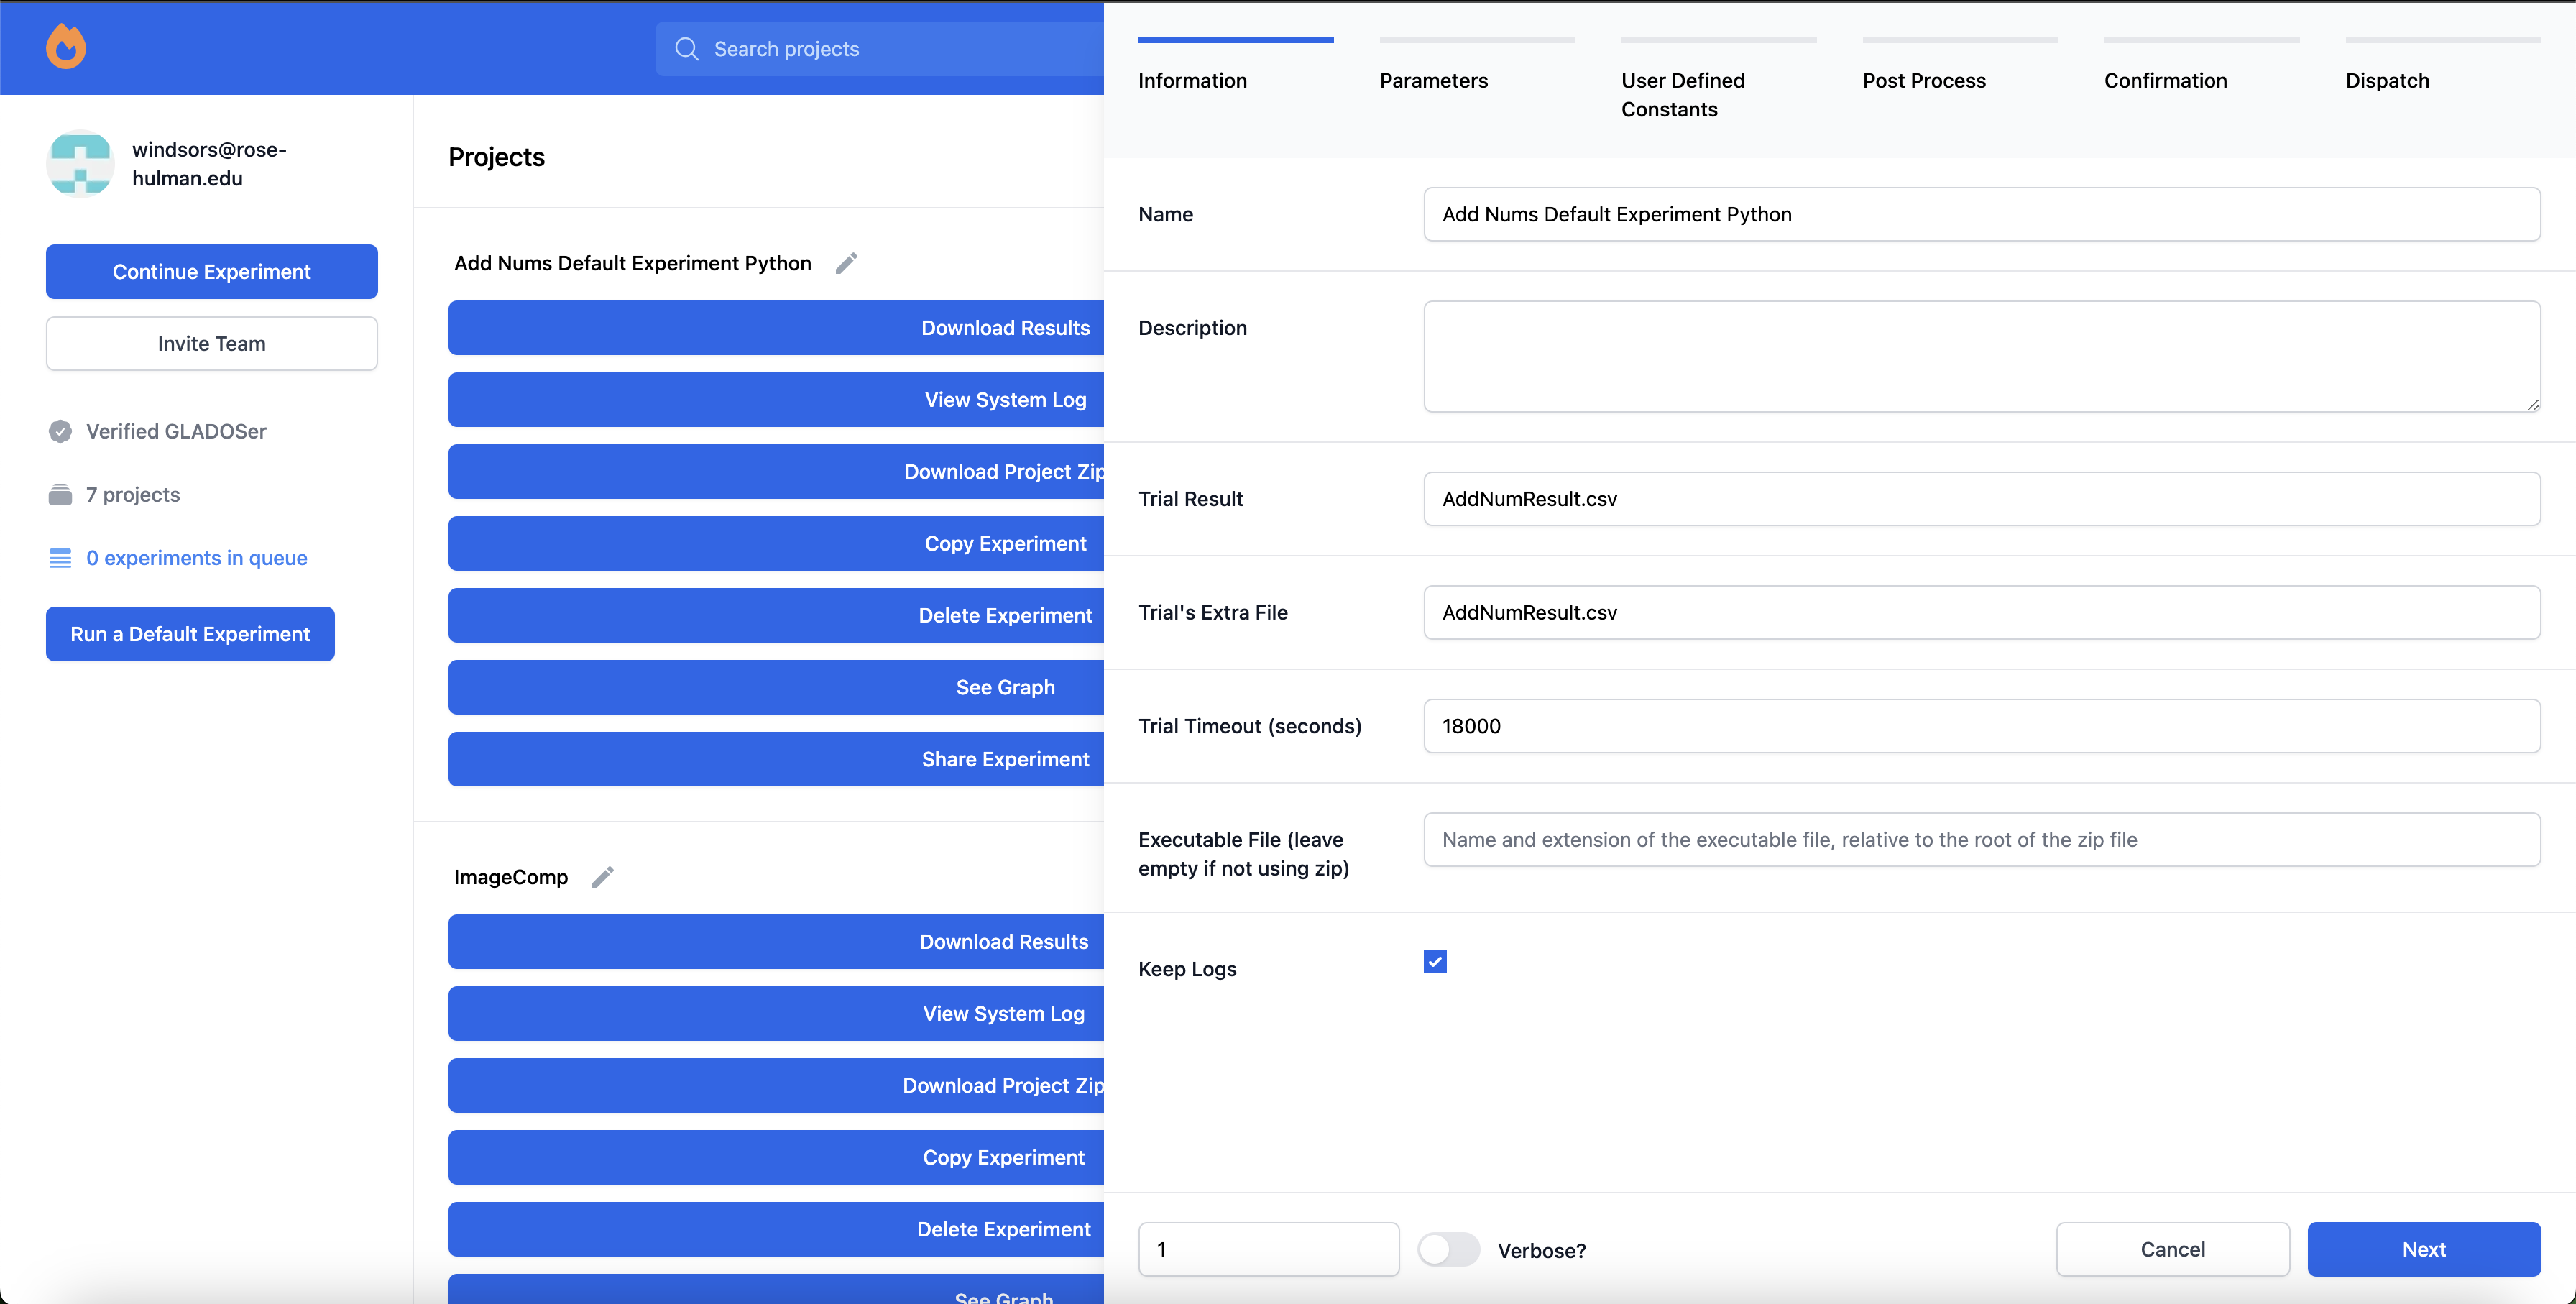 Search projects
windsors@rose-
hulman.edu
Continue Experiment
Invite Team
Verified GLADOSer
7 projects
0 experiments in queue
Run a Default Experiment
Projects
Add Nums Default Experiment Python
Download Results
View System Log
Download Project Zip
Copy Experiment
Delete Experiment
See Graph
Share Experiment
ImageComp
Download Results
View System Log
Download Project Zip
Copy Experiment
Delete Experiment
See Graph
Information
Parameters
User Defined
Constants
Post Process
Confirmation
Dispatch
Name
Add Nums Default Experiment Python
Description
Trial Result
AddNumResult.csv
Trial's Extra File
AddNumResult.csv
Trial Timeout (seconds)
18000
Executable File (leave
empty if not using zip)
Name and extension of the executable file, relative to the root of the zip file
Keep Logs
1
Verbose?
Cancel
Next